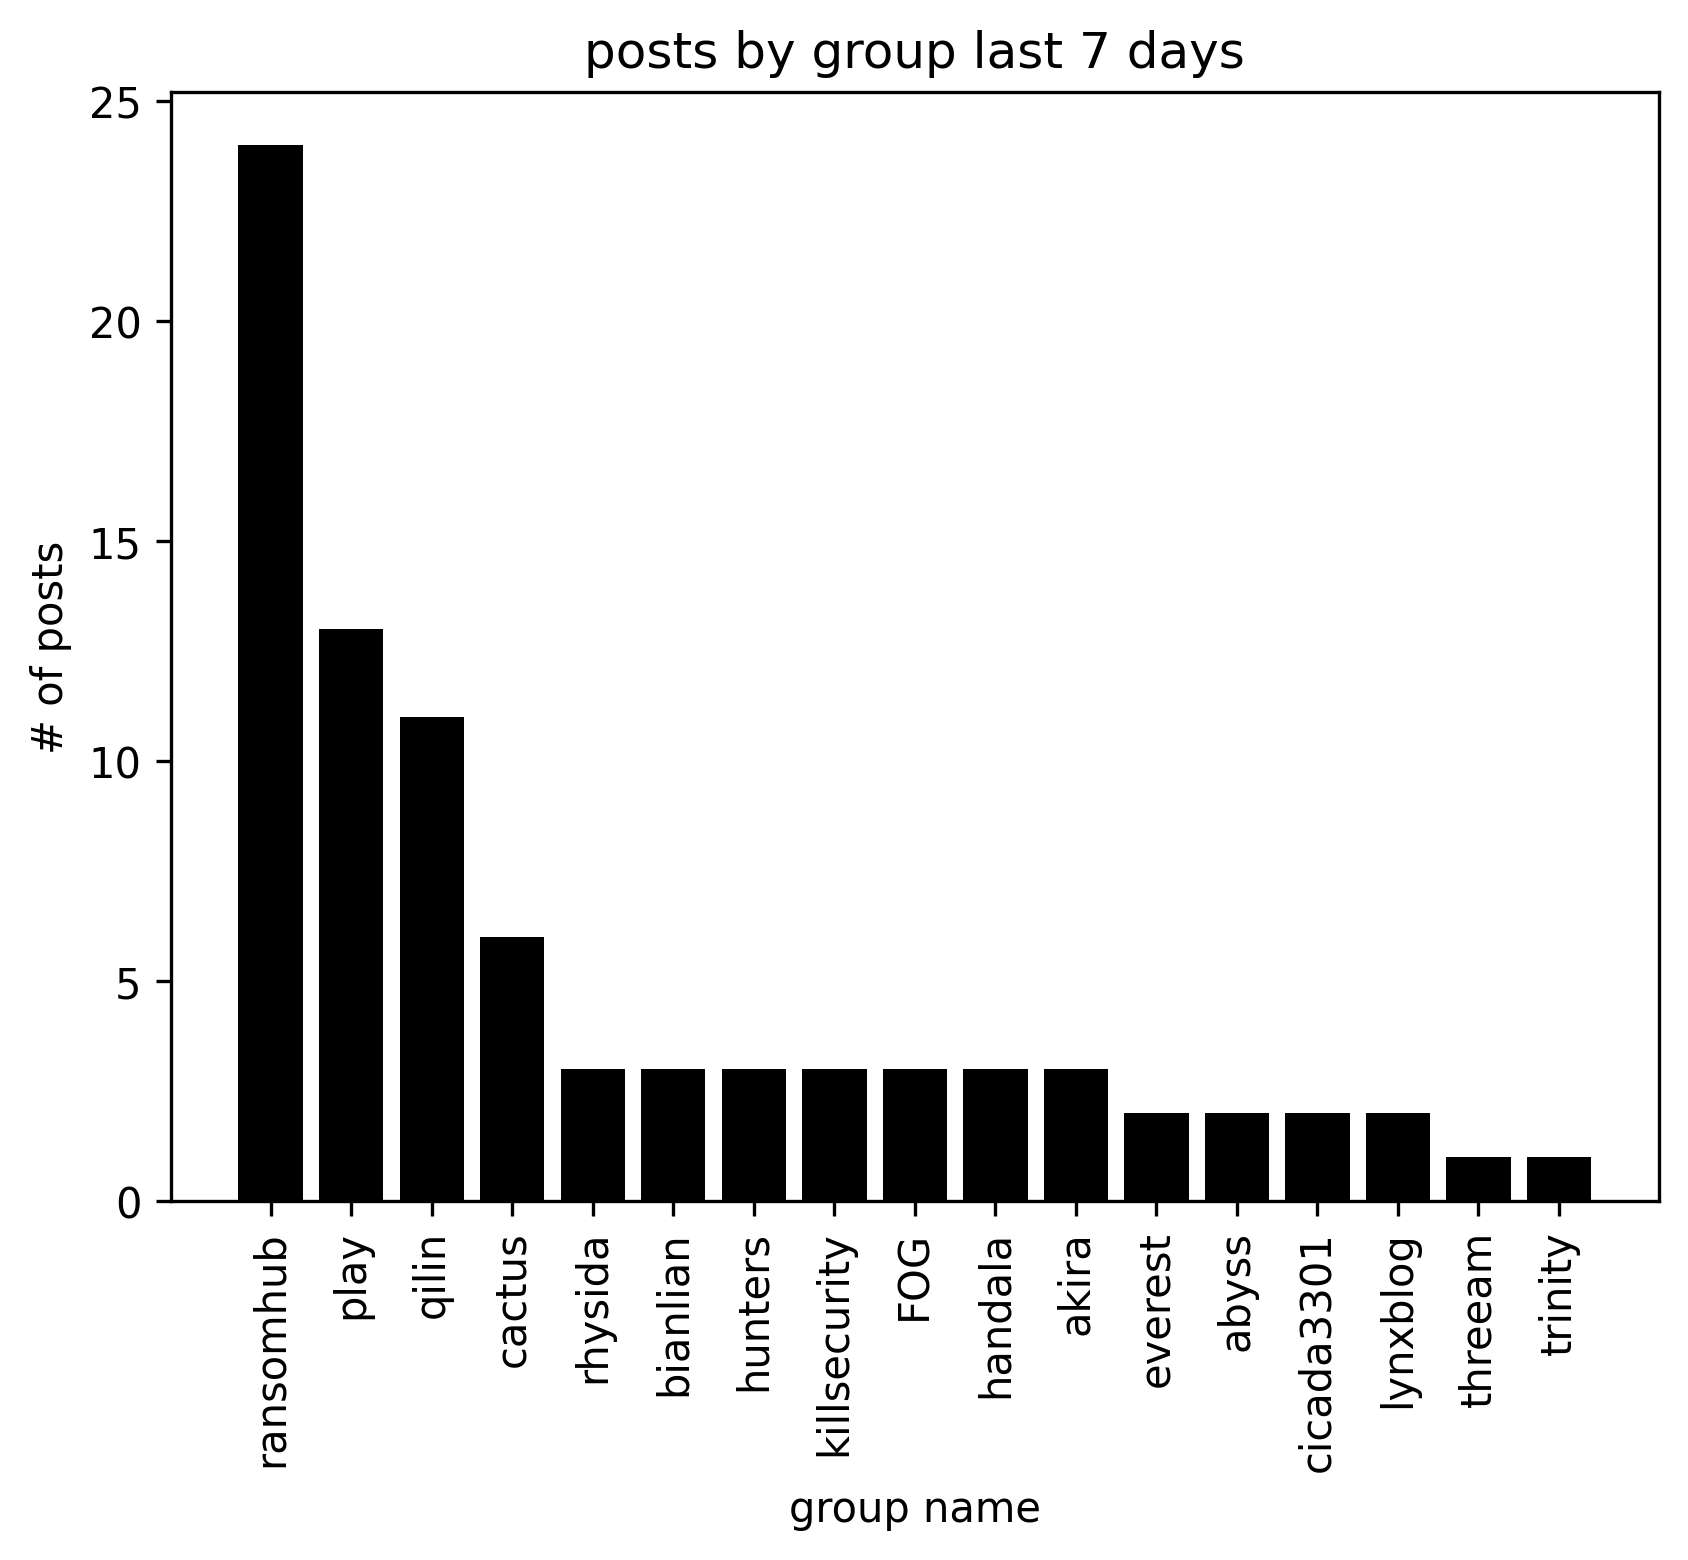 posts by group last 7 days
25
20
15
10
5
0
# of posts
ransomhub
play
qilin
cactus
rhysida
bianlian
hunters
killsecurity
FOG
handala
akira
everest
abyss
cicada3301
lynxblog
threeam
trinity
group name